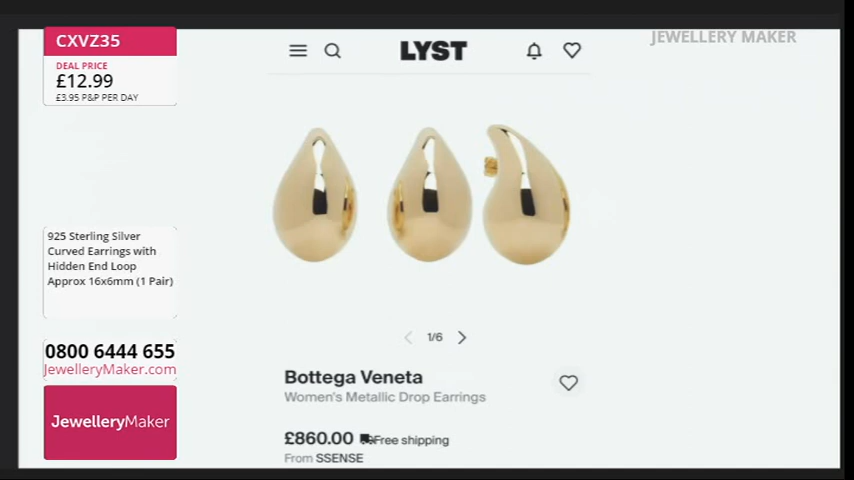 CXVZ35
DEAL PRICE
£12.99
£3.95 P&P PER DAY
925 Sterling Silver
Curved Earrings with
Hidden End Loop
Approx 16x6mm (1 Pair)
0800 6444 655
JewelleryMaker.com
JewelleryMaker
JEWELLERY MAKER
LYST
1/6
Bottega Veneta
Women's Metallic Drop Earrings
£860.00 Free shipping
From SSENSE